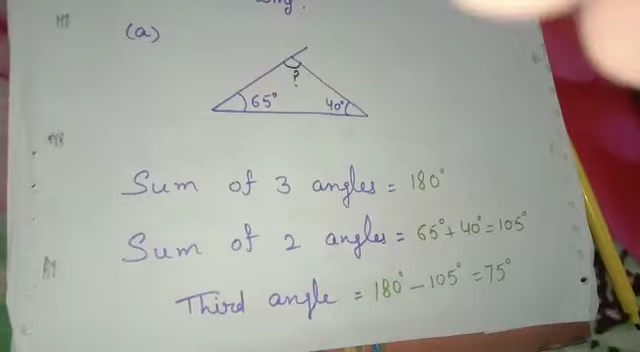 (a)
?
65°
40°
Sum of 3 angles = 180°
Sum of 2 angles = 65° + 40° = 105°
Third angle = 180° - 105° = 75°